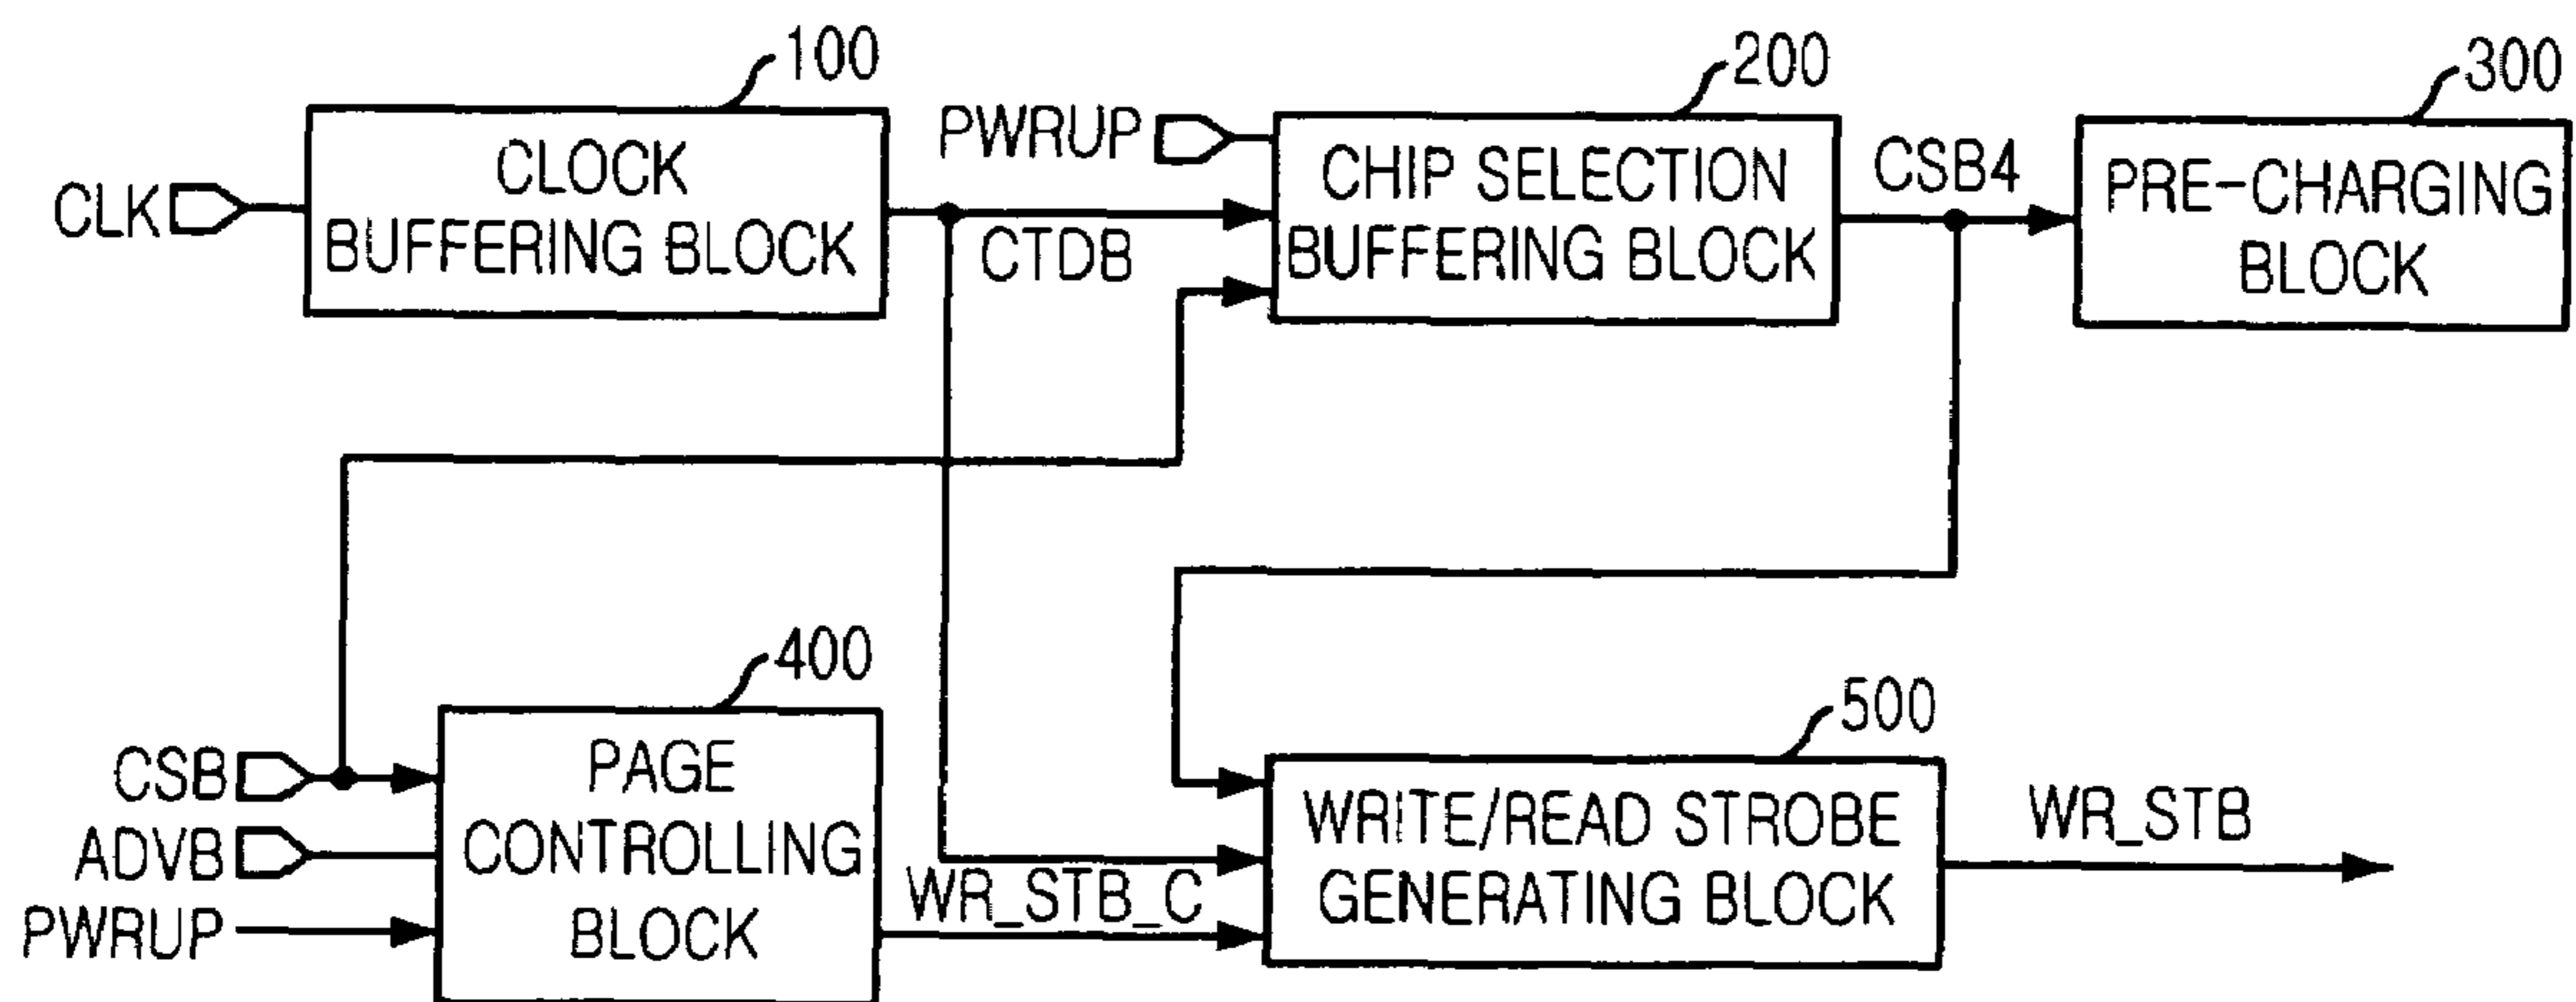 100
200
300
CLK
CLOCK
BUFFERING BLOCK
CTDB
PWRUP
CHIP SELECTION
BUFFERING BLOCK
CSB4
PRE-CHARGING
BLOCK
400
500
CSB
ADVB
PWRUP
PAGE
CONTROLLING
BLOCK
WR_STB_C
WRITE/READ STROBE
GENERATING BLOCK
WR_STB